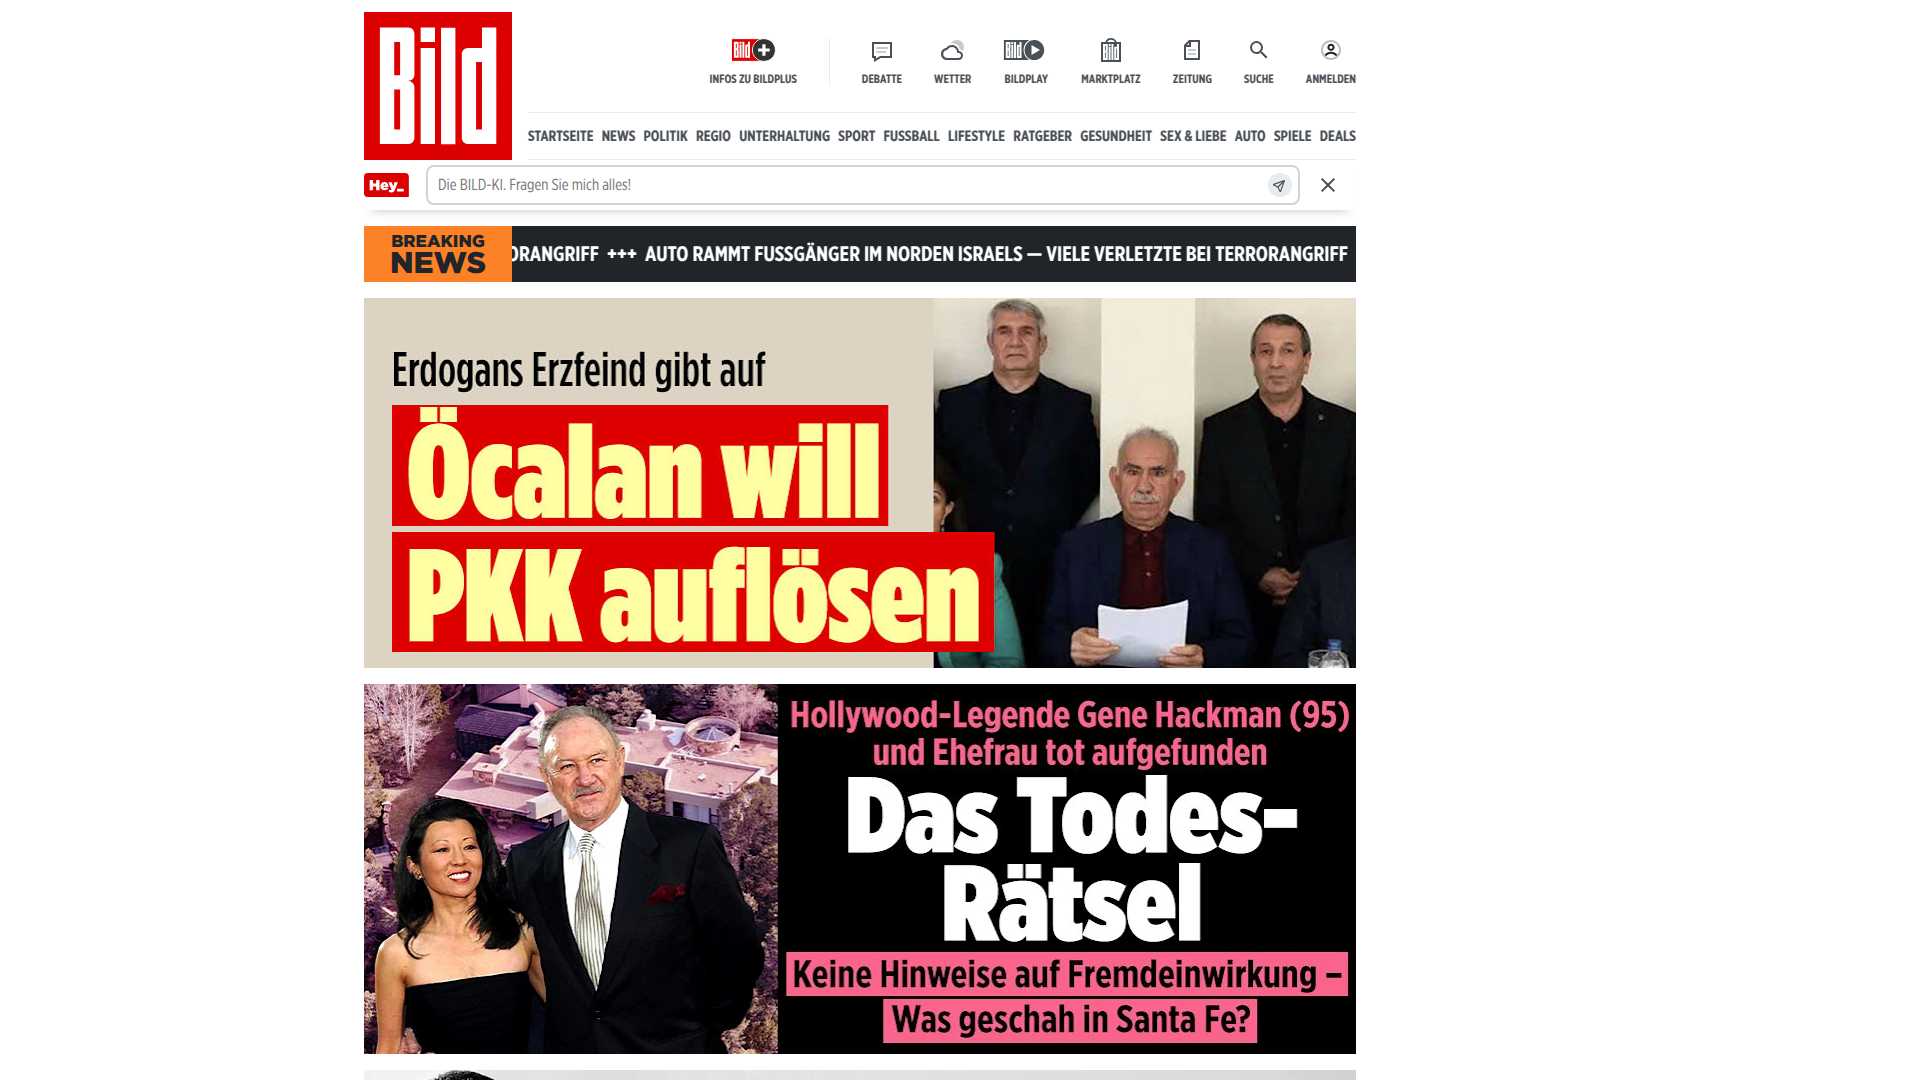 Bild
Bild
INFOS ZU BILDPLUS
DEBATTE
WETTER
Bild
BILDPLAY
Bild
MARKTPLATZ
ZEITUNG
SUCHE
ANMELDEN
STARTSEITE NEWS POLITIK REGIO UNTERHALTUNG SPORT FUSSBALL LIFESTYLE RATGEBER GESUNDHEIT SEX & LIEBE AUTO SPIELE DEALS
Hey_
Die BILD-KI. Fragen Sie mich alles!
BREAKING
NEWS
ORANGRIFF +++ AUTO RAMMT FUSSGÄNGER IM NORDEN ISRAELS — VIELE VERLETZTE BEI TERRORANGRIFF
Erdogans Erzfeind gibt auf
Öcalan will
PKK auflösen
Hollywood-Legende Gene Hackman (95)
und Ehefrau tot aufgefunden
Das Todes-
Rätsel
Keine Hinweise auf Fremdeinwirkung –
Was geschah in Santa Fe?